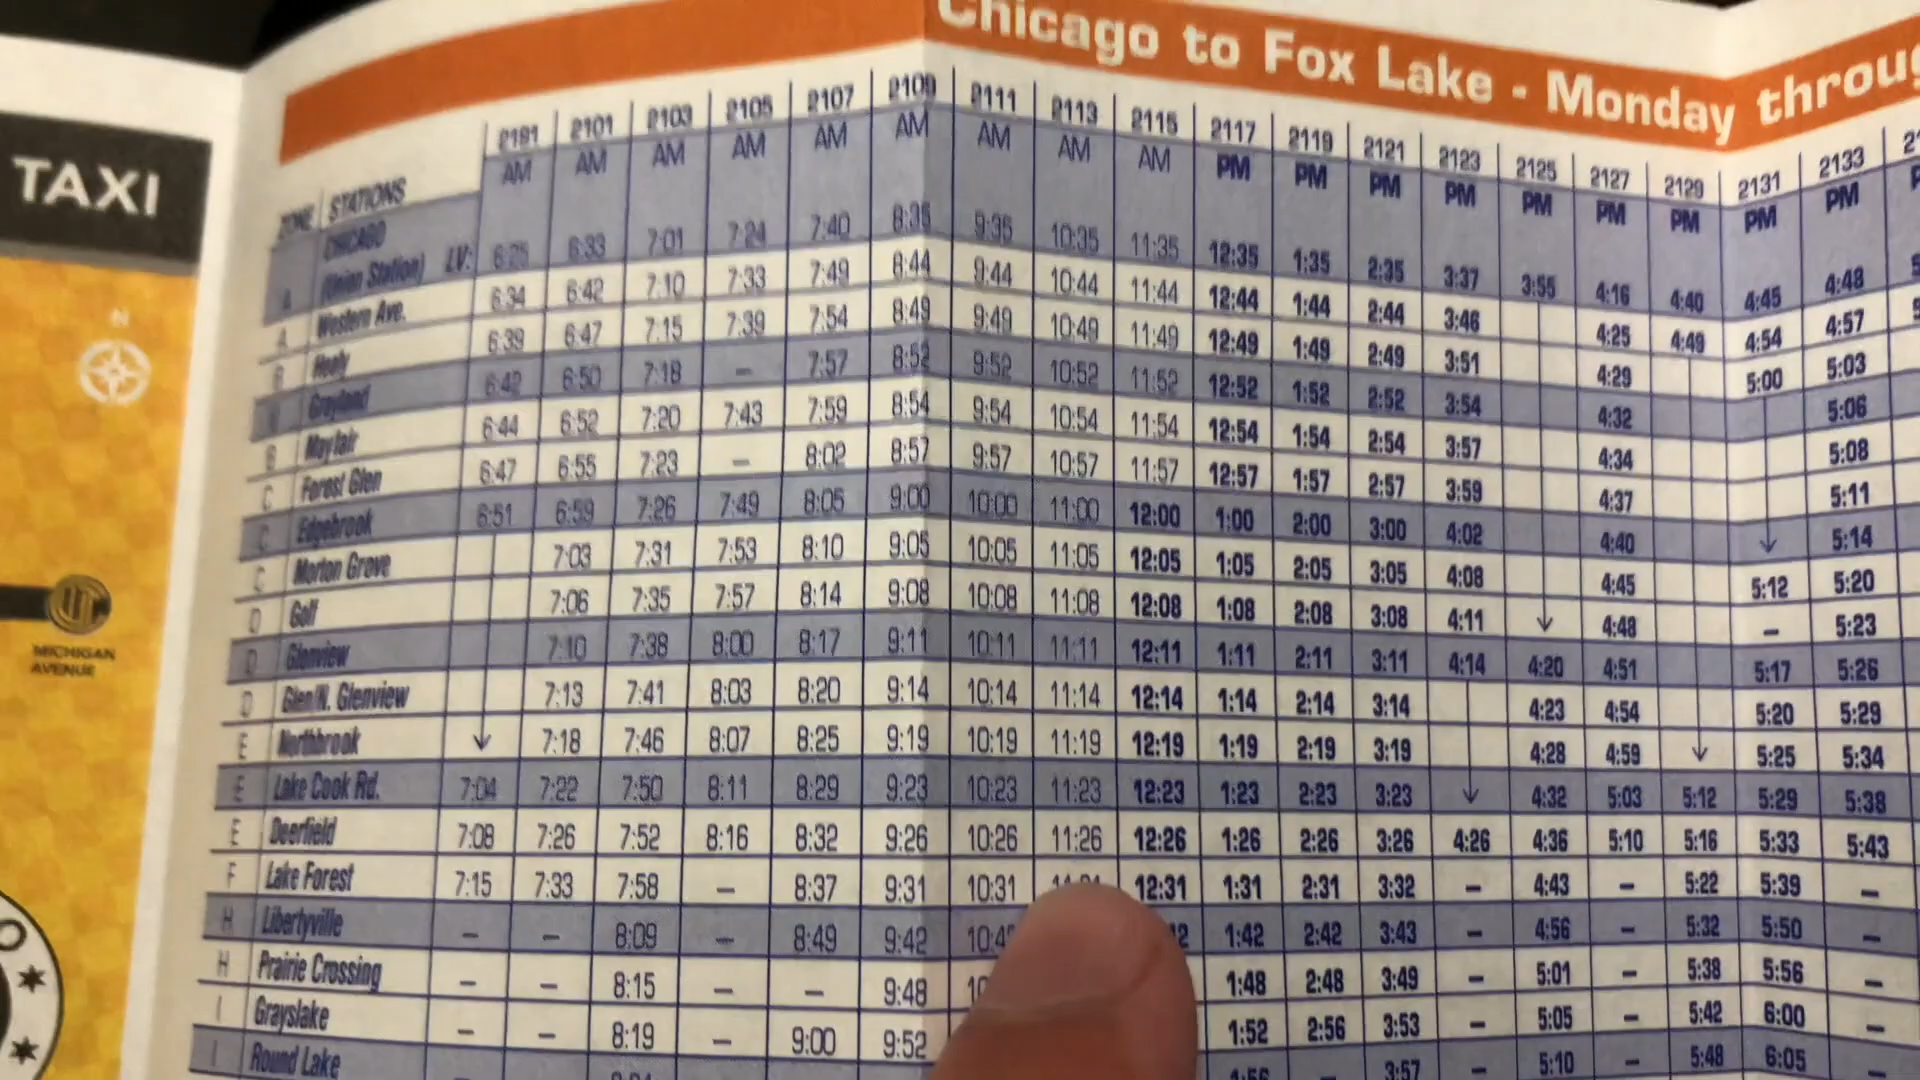 Chicago to Fox Lake - Monday throug
TAXI
N
MICHIGAN
AVENUE
2191 2101 2103 2105 2107 2109 2111 2113 2115 2117 2119 2121 2123 2125 2127 2129 2131 2133
ZONE STATIONS AM AM AM AM AM AM AM AM AM PM PM PM PM PM PM PM PM PM
CHICAGO
A (Union Station) LV: 6:25 6:33 7:01 7:24 7:40 8:35 9:35 10:35 11:35 12:35 1:35 2:35 3:37 3:55 4:16 4:40 4:45 4:48
A Western Ave. 6:34 6:42 7:10 7:33 7:49 8:44 9:44 10:44 11:44 12:44 1:44 2:44 3:46 4:25 4:49 4:54 4:57
B Healy 6:39 6:47 7:15 7:39 7:54 8:49 9:49 10:49 11:49 12:49 1:49 2:49 3:51 4:29 5:00 5:03
Grayland 6:42 6:50 7:18 – 7:57 8:52 9:52 10:52 11:52 12:52 1:52 2:52 3:54 4:32 5:06
B Mayfair 6:44 6:52 7:20 7:43 7:59 8:54 9:54 10:54 11:54 12:54 1:54 2:54 3:57 4:34 5:08
C Forest Glen 6:47 6:55 7:23 – 8:02 8:57 9:57 10:57 11:57 12:57 1:57 2:57 3:59 4:37 5:11
C Edgebrook 6:51 6:59 7:26 7:49 8:05 9:00 10:00 11:00 12:00 1:00 2:00 3:00 4:02 4:40 ↓ 5:14
C Morton Grove 7:03 7:31 7:53 8:10 9:05 10:05 11:05 12:05 1:05 2:05 3:05 4:08 4:45 5:12 5:20
D Golf 7:06 7:35 7:57 8:14 9:08 10:08 11:08 12:08 1:08 2:08 3:08 4:11 ↓ 4:48 – 5:23
D Glenview 7:10 7:38 8:00 8:17 9:11 10:11 11:11 12:11 1:11 2:11 3:11 4:14 4:20 4:51 5:17 5:26
D Glen/N. Glenview 7:13 7:41 8:03 8:20 9:14 10:14 11:14 12:14 1:14 2:14 3:14 4:23 4:54 5:20 5:29
E Northbrook ↓ 7:18 7:46 8:07 8:25 9:19 10:19 11:19 12:19 1:19 2:19 3:19 4:28 4:59 ↓ 5:25 5:34
E Lake Cook Rd. 7:04 7:22 7:50 8:11 8:29 9:23 10:23 11:23 12:23 1:23 2:23 3:23 ↓ 4:32 5:03 5:12 5:29 5:38
E Deerfield 7:08 7:26 7:52 8:16 8:32 9:26 10:26 11:26 12:26 1:26 2:26 3:26 4:26 4:36 5:10 5:16 5:33 5:43
F Lake Forest 7:15 7:33 7:58 – 8:37 9:31 10:31 12:31 1:31 2:31 3:32 – 4:43 – 5:22 5:39 –
H Libertyville – – 8:09 – 8:49 9:42 1:42 2:42 3:43 – 4:56 – 5:32 5:50 –
H Prairie Crossing – – 8:15 – – 9:48 1:48 2:48 3:49 – 5:01 – 5:38 5:56 –
I Grayslake – – 8:19 – 9:00 9:52 1:52 2:56 3:53 – 5:05 – 5:42 6:00 –
I Round Lake 3:57 – 5:10 – 5:48 6:05 –